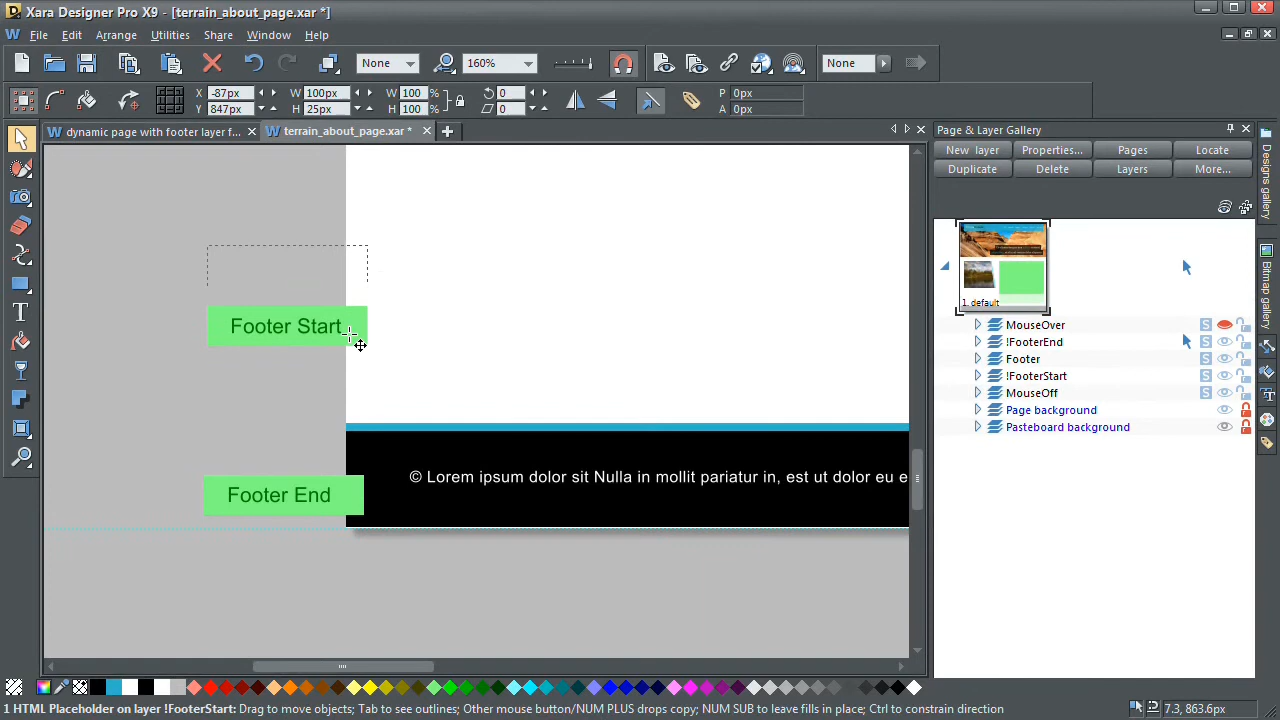 Xara Designer Pro X9 - [terrain_about_page.xar *]
File Edit Arrange Utilities Share Window Help
None 160% None
X -87px W 100px W 100 0 P 0px
Y 847px H 25px H 100 % 0 A 0px
dynamic page with footer layer f... terrain_about_page.xar *
Page & Layer Gallery
New layer Properties... Pages Locate
Duplicate Delete Layers More...
Designs gallery
Bitmap gallery
1. default
MouseOver
!FooterEnd
Footer
!FooterStart
MouseOff
Page background
Pasteboard background
Footer Start
Footer End
© Lorem ipsum dolor sit Nulla in mollit pariatur in, est ut dolor eu e
1 HTML Placeholder on layer !FooterStart: Drag to move objects; Tab to see outlines; Other mouse button/NUM PLUS drops copy; NUM SUB to leave fills in place; Ctrl to constrain direction 7.3, 863.6px